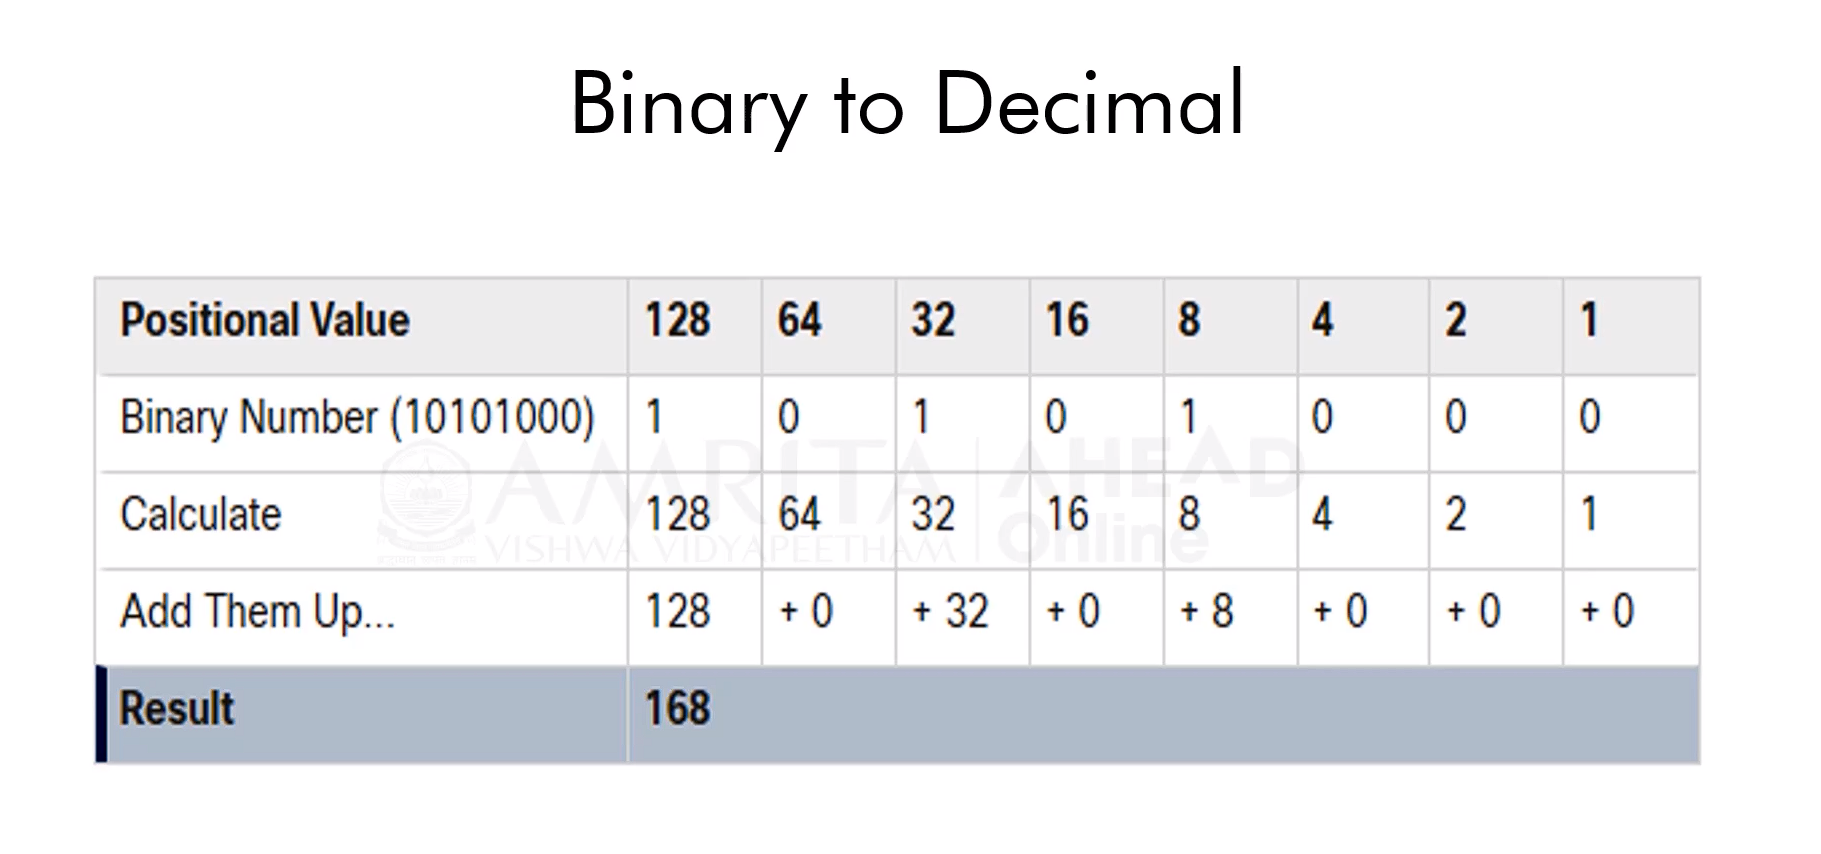 Binary to Decimal
Positional Value 128 64 32 16 8 4 2 1
Binary Number (10101000) 1 0 1 0 1 0 0 0
Calculate 128 64 32 16 8 4 2 1
Add Them Up... 128 + 0 + 32 + 0 + 8 + 0 + 0 + 0
Result 168
AMRITA AHEAD
VISHWA VIDYAPEETHAM Online